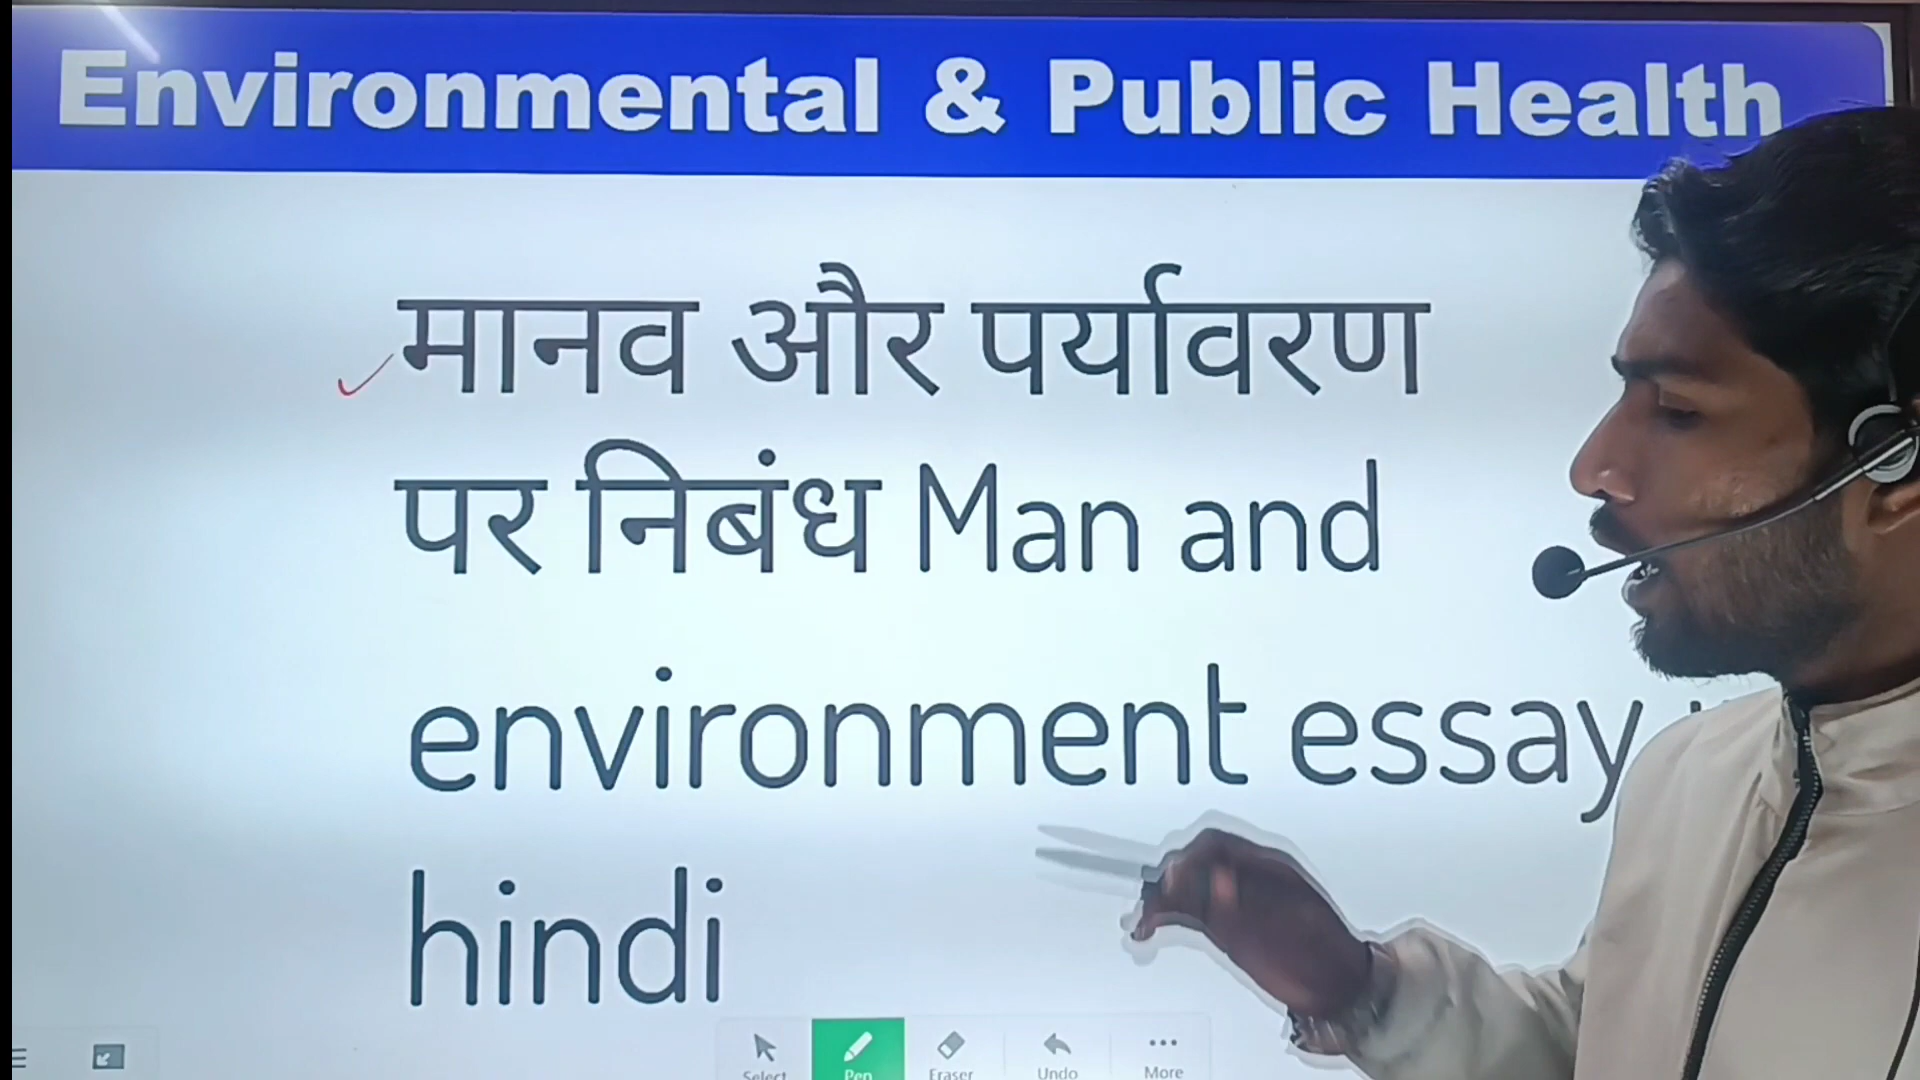 Environmental & Public Health
मानव और पर्यावरण
पर निबंध Man and
environment essay
hindi
Select Pen Eraser Undo More